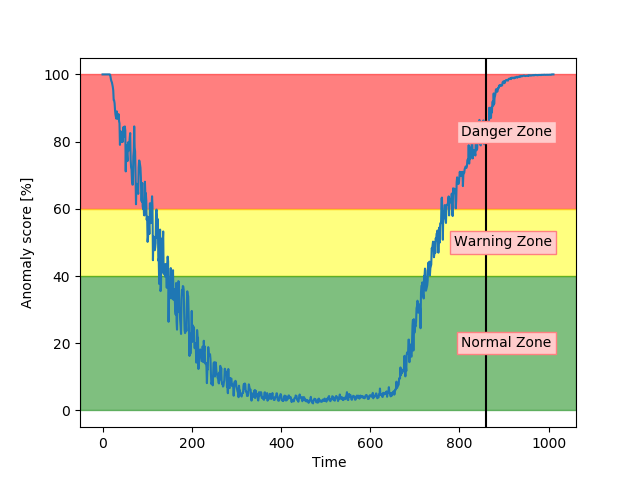 100
80
60
40
20
0
Anomaly score [%]
Danger Zone
Warning Zone
Normal Zone
0 200 400 600 800 1000
Time